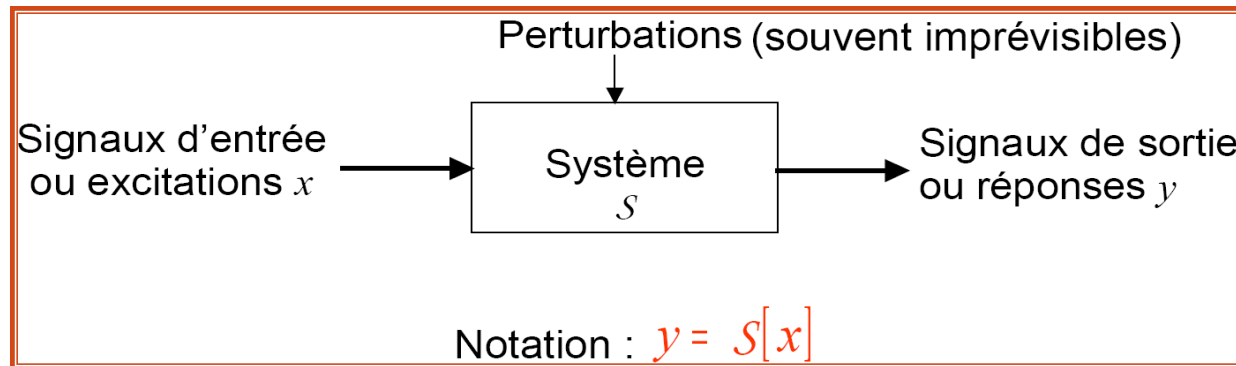 Perturbations (souvent imprévisibles)
Signaux d’entrée
ou excitations x
Système
S
Signaux de sortie
ou réponses y
Notation : y = S[x]